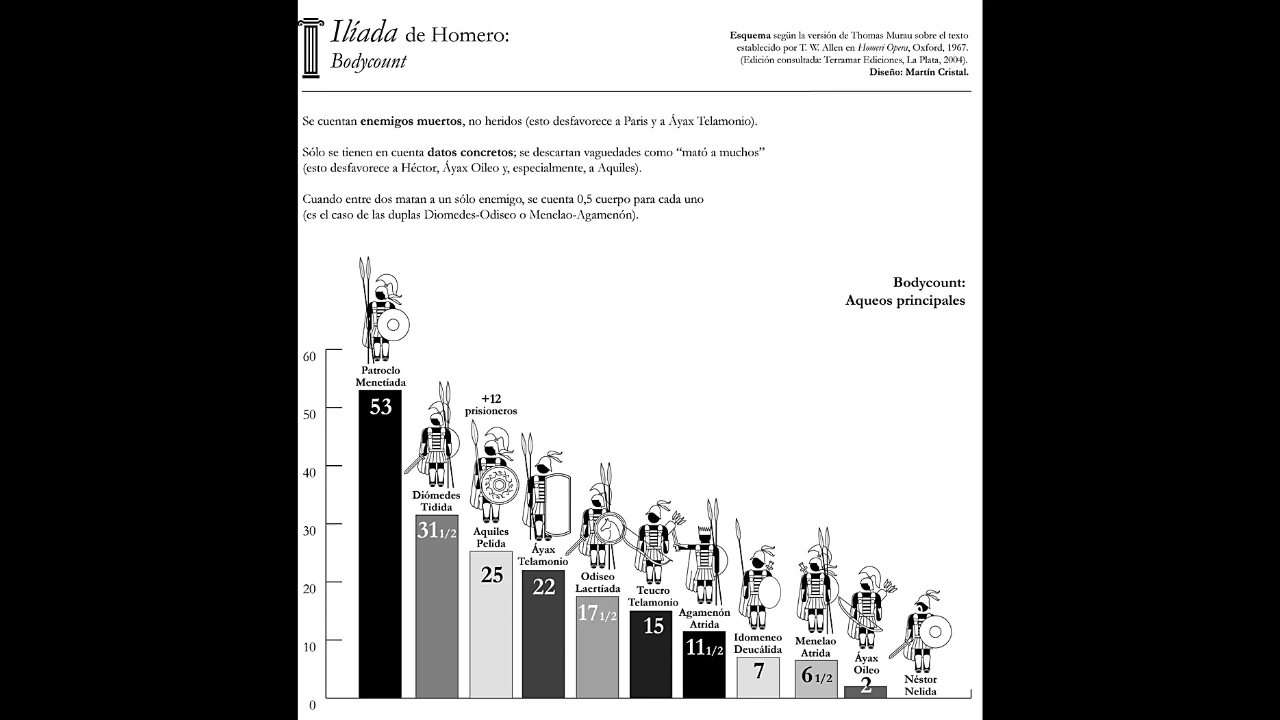 Ilíada de Homero:
Bodycount
Esquema según la versión de Thomas Murau sobre el texto
establecido por T. W. Allen en Homeri Opera, Oxford, 1967.
(Edición consultada: Terramar Ediciones, La Plata, 2004).
Diseño: Martín Cristal.
Se cuentan enemigos muertos, no heridos (esto desfavorece a Paris y a Áyax Telamonio).
Sólo se tienen en cuenta datos concretos; se descartan vaguedades como “mató a muchos”
(esto desfavorece a Héctor, Áyax Oileo y, especialmente, a Aquiles).
Cuando entre dos matan a un sólo enemigo, se cuenta 0,5 cuerpo para cada uno
(es el caso de las duplas Diomedes-Odiseo o Menelao-Agamenón).
Bodycount:
Aqueos principales
60
50
40
30
20
10
0
Patroclo
Menetíada
53
Diómedes
Tidida
31 1/2
+12
prisioneros
Aquiles
Pelida
25
Áyax
Telamonio
22
Odiseo
Laertíada
17 1/2
Teucro
Telamonio
15
Agamenón
Atrida
11 1/2
Idomeneo
Deucálida
7
Menelao
Atrida
6 1/2
Áyax
Oileo
2
Néstor
Nelida